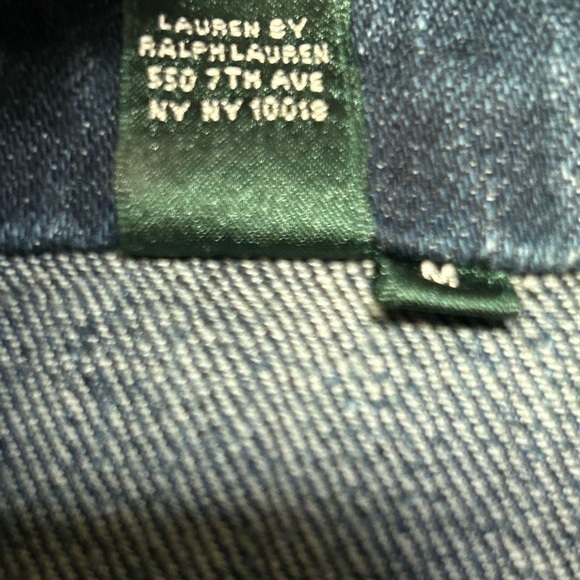 LAUREN BY
RALPH LAUREN
550 7TH AVE
NY NY 10018
M